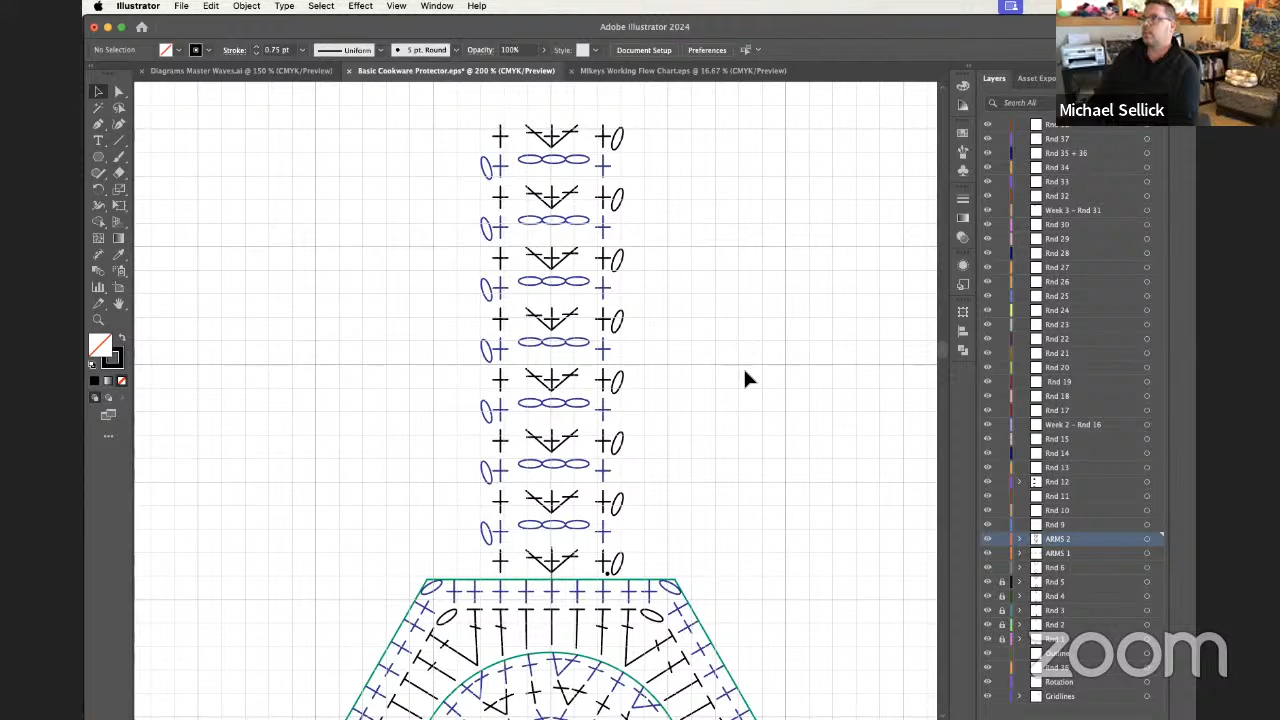 Illustrator File Edit Object Type Select Effect View Window Help
Adobe Illustrator 2024
No Selection Stroke: 0.75 pt Uniform 5 pt. Round Opacity: 100% Style: Document Setup Preferences
Diagrams Master Waves.ai @ 150 % (CMYK/Preview)
Basic Cookware Protector.eps* @ 200 % (CMYK/Preview)
Mikeys Working Flow Chart.eps @ 16.67 % (CMYK/Preview)
Layers
Michael Sellick
Search All
Rnd 37
Rnd 35 + 36
Rnd 34
Rnd 33
Rnd 32
Week 3 - Rnd 31
Rnd 30
Rnd 29
Rnd 28
Rnd 27
Rnd 26
Rnd 25
Rnd 24
Rnd 23
Rnd 22
Rnd 21
Rnd 20
Rnd 19
Rnd 18
Rnd 17
Week 2 - Rnd 16
Rnd 15
Rnd 14
Rnd 13
Rnd 12
Rnd 11
Rnd 10
Rnd 9
ARMS 2
ARMS 1
Rnd 6
Rnd 5
Rnd 4
Rnd 3
Rnd 2
zoom
Rotation
Gridlines